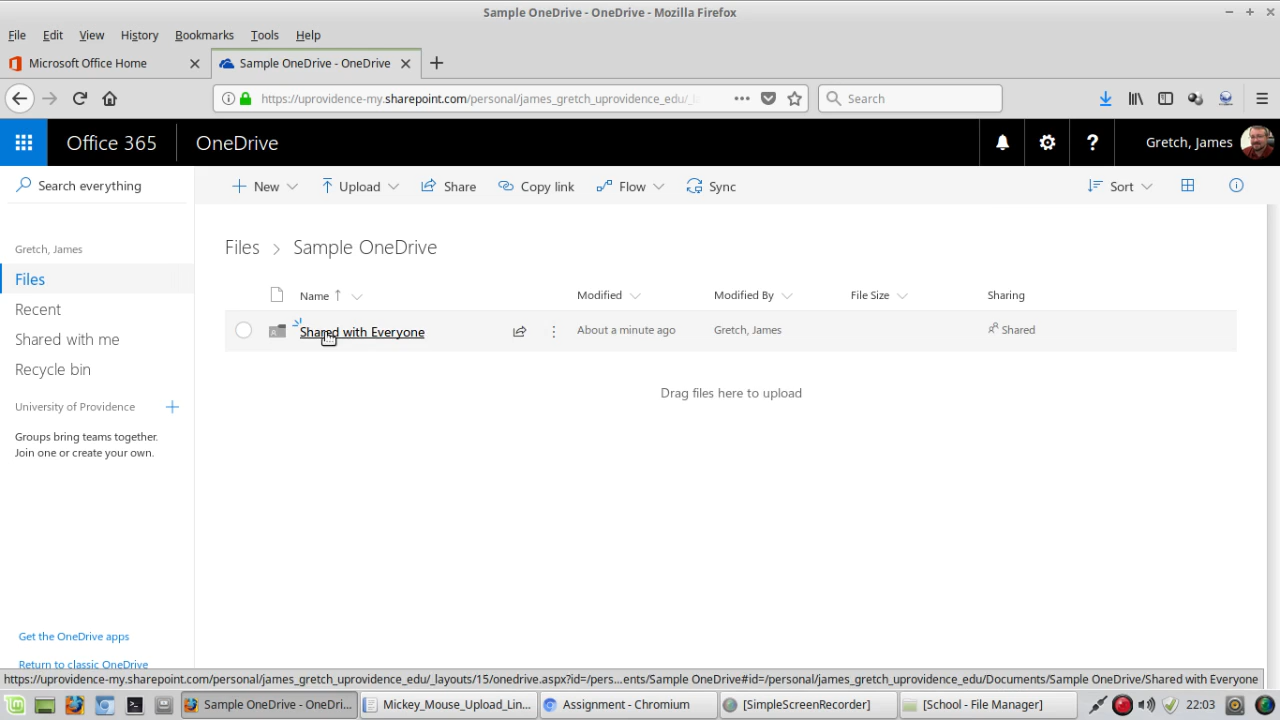 Sample OneDrive - OneDrive - Mozilla Firefox
File Edit View History Bookmarks Tools Help
Microsoft Office Home
Sample OneDrive - OneDrive
https://uprovidence-my.sharepoint.com/personal/james_gretch_uprovidence_edu/_l
Search
Office 365
OneDrive
Gretch, James
Search everything
New
Upload
Share
Copy link
Flow
Sync
Sort
Gretch, James
Files
Recent
Shared with me
Recycle bin
University of Providence
Groups bring teams together.
Join one or create your own.
Get the OneDrive apps
Return to classic OneDrive
Files > Sample OneDrive
Name Modified Modified By File Size Sharing
Shared with Everyone About a minute ago Gretch, James Shared
Drag files here to upload
https://uprovidence-my.sharepoint.com/personal/james_gretch_uprovidence_edu/_layouts/15/onedrive.aspx?id=/pers...ents/Sample OneDrive#id=/personal/james_gretch_uprovidence_edu/Documents/Sample OneDrive/Shared with Everyone
Sample OneDrive - OneDri...
Mickey_Mouse_Upload_Lin...
Assignment - Chromium
[SimpleScreenRecorder]
[School - File Manager]
22:03